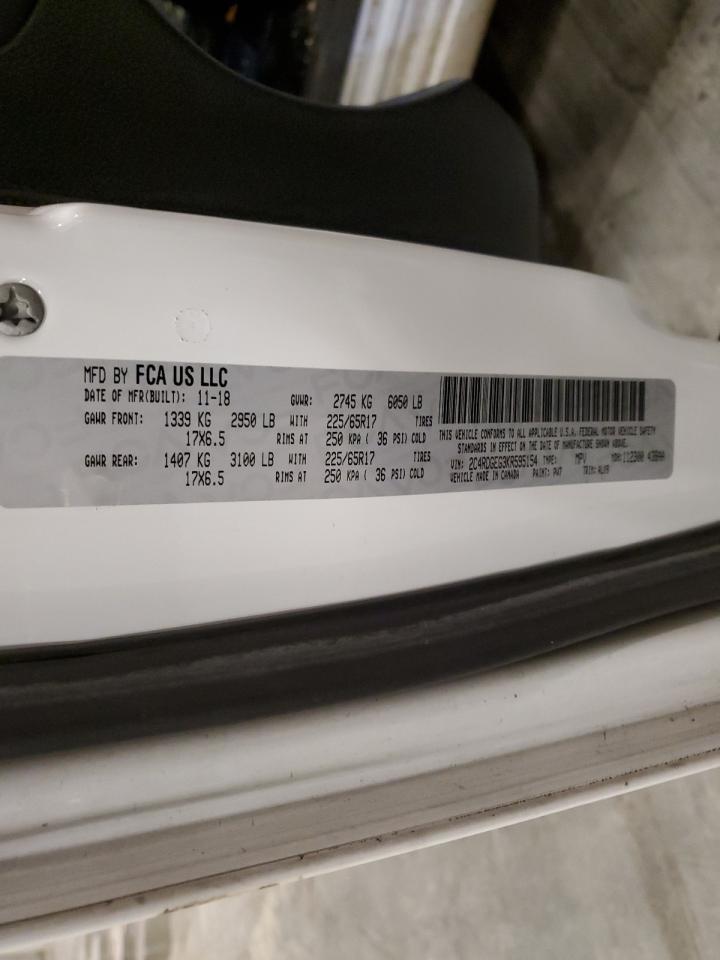 MFD BY FCA US LLC
DATE OF MFR(BUILT): 11-18 GVWR: 2745 KG 6050 LB
GAWR FRONT: 1339 KG 2950 LB WITH 225/65R17 TIRES
17X6.5 RIMS AT 250 KPA ( 36 PSI) COLD
GAWR REAR: 1407 KG 3100 LB WITH 225/65R17 TIRES
17X6.5 RIMS AT 250 KPA ( 36 PSI) COLD
THIS VEHICLE CONFORMS TO ALL APPLICABLE U.S.A. FEDERAL MOTOR VEHICLE SAFETY
STANDARDS IN EFFECT ON THE DATE OF MANUFACTURE SHOWN ABOVE.
VIN: 2C4RDGEG3KR595154 TYPE: MPV MDH: 112300
VEHICLE MADE IN CANADA PAINT: PW7 TRIM: